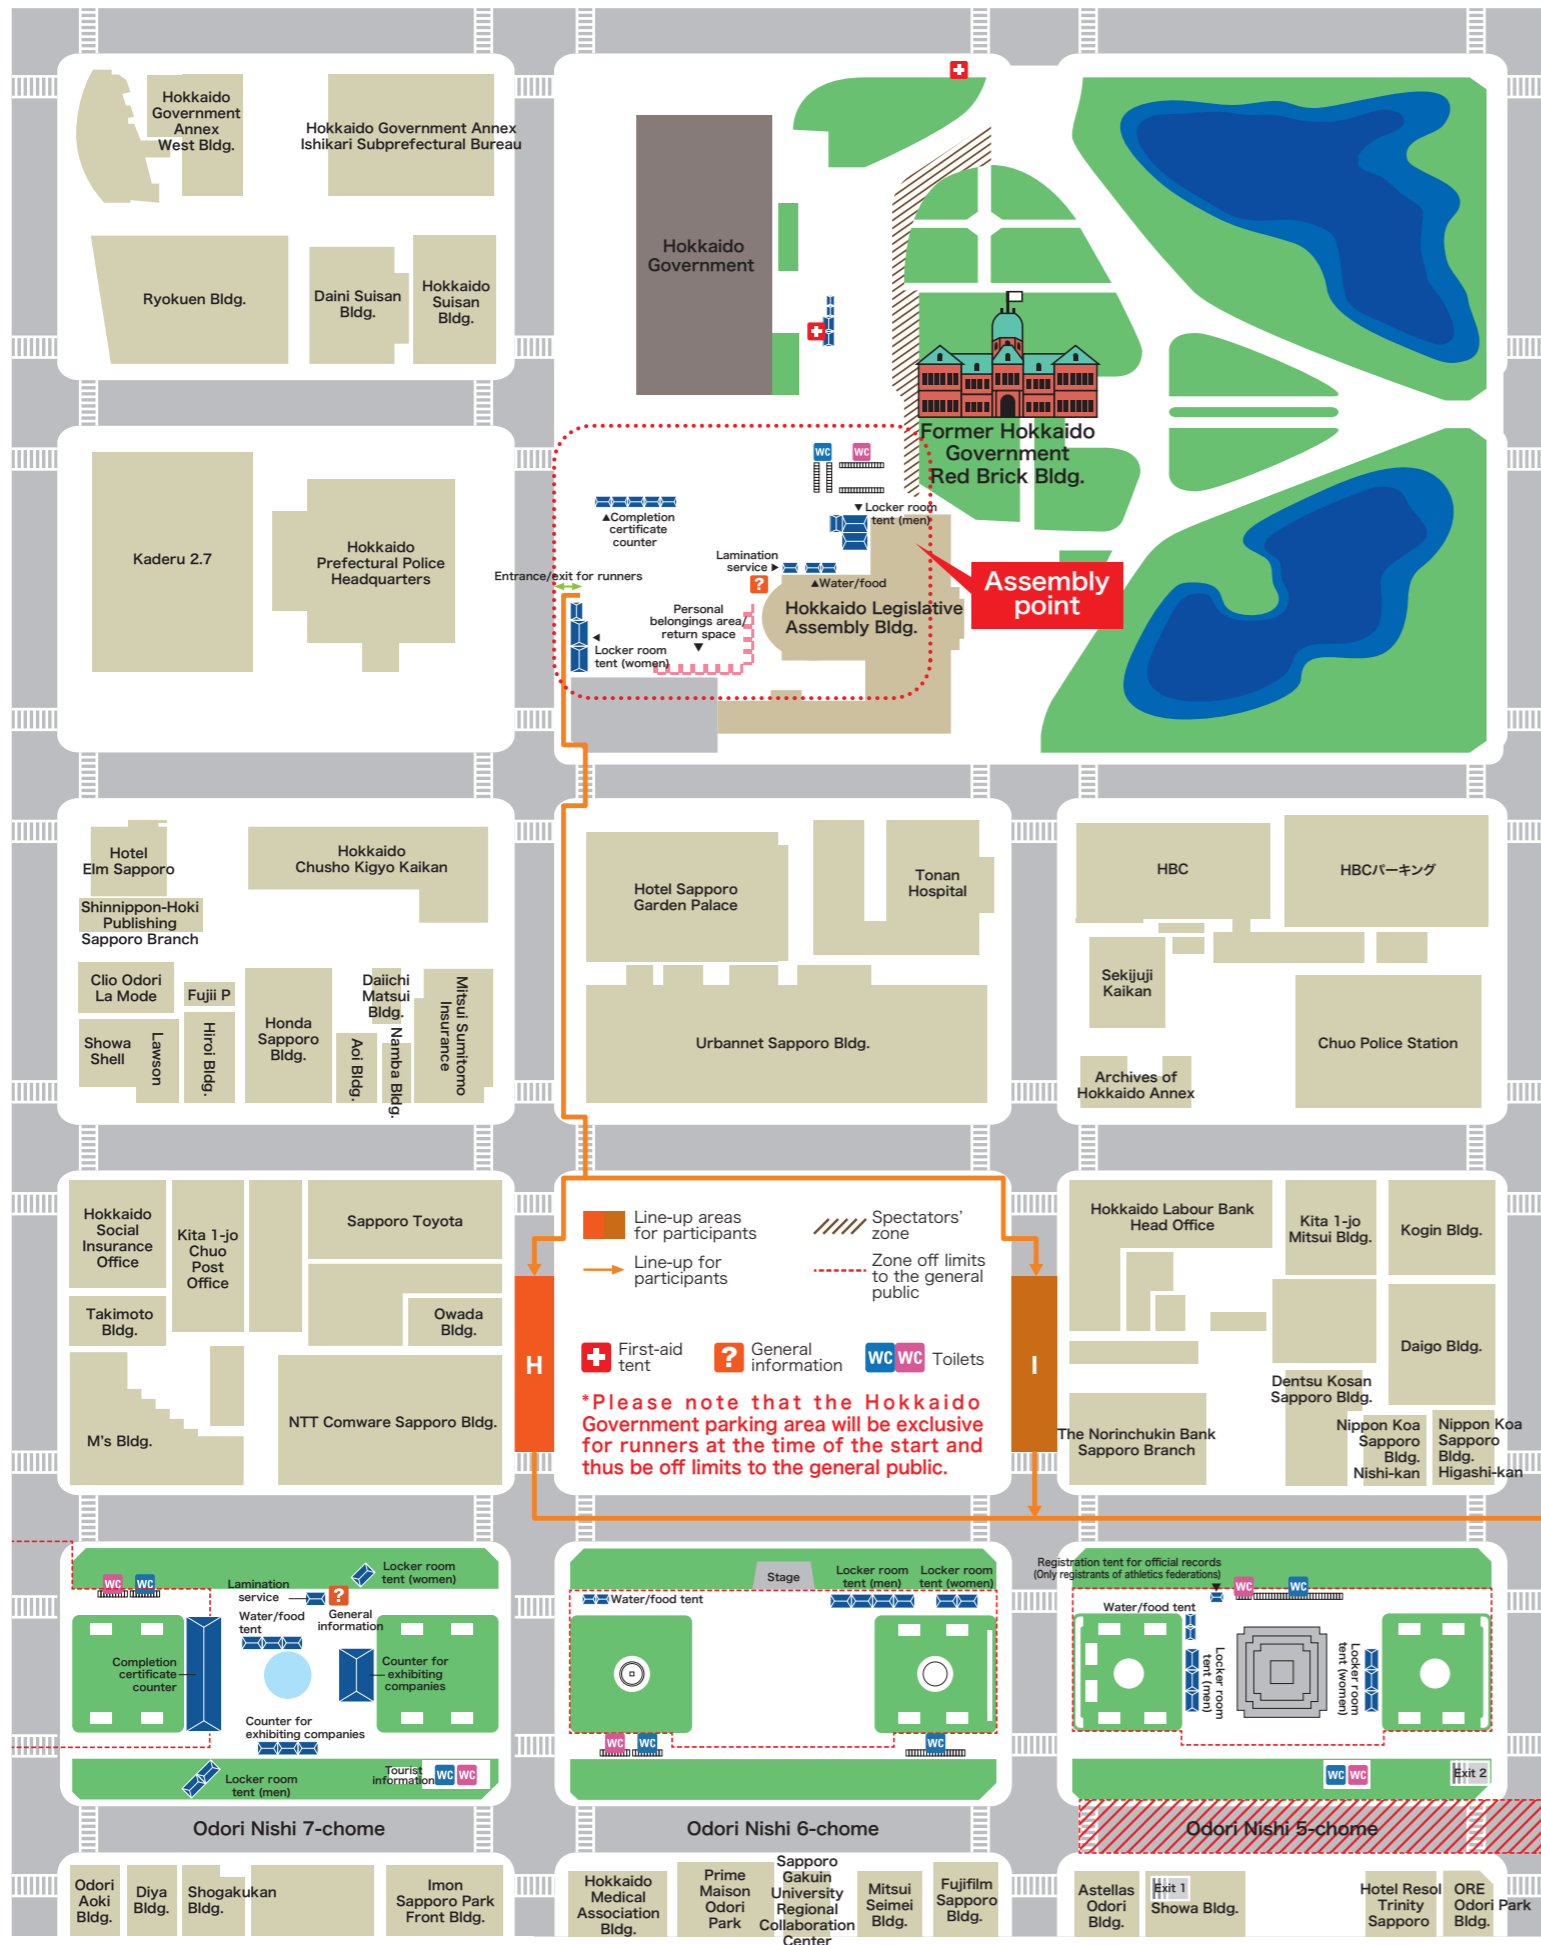 Hokkaido
Government
Annex
West Bldg.
Hokkaido Government Annex
Ishikari Subprefectural Bureau
Ryokuen Bldg.
Daini Suisan
Bldg.
Hokkaido
Suisan
Bldg.
Hokkaido
Government
Former Hokkaido
Government
Red Brick Bldg.
Kaderu 2.7
Hokkaido
Prefectural Police
Headquarters
WC
WC
▲Completion
certificate
counter
▼Locker room
tent (men)
Lamination
service ▶
▲Water/food
Entrance/exit for runners
?
Personal
belongings area/
return space
▼
◀
Locker room
tent (women)
Hokkaido Legislative
Assembly Bldg.
Assembly
point
Hotel
Elm Sapporo
Hokkaido
Chusho Kigyo Kaikan
Shinnippon-Hoki
Publishing
Sapporo Branch
Clio Odori
La Mode
Fujii P
Showa
Shell
Lawson
Hiroi Bldg.
Honda
Sapporo
Bldg.
Daiichi
Matsui
Bldg.
Aoi Bldg.
Namba Bldg.
Mitsui Sumitomo
Insurance
Hotel Sapporo
Garden Palace
Tonan
Hospital
Urbannet Sapporo Bldg.
HBC
HBCパーキング
Sekijuji
Kaikan
Chuo Police Station
Archives of
Hokkaido Annex
Hokkaido
Social
Insurance
Office
Kita 1-jo
Chuo
Post
Office
Sapporo Toyota
Takimoto
Bldg.
Owada
Bldg.
M's Bldg.
NTT Comware Sapporo Bldg.
H
Line-up areas
for participants
Spectators'
zone
Line-up for
participants
Zone off limits
to the general
public
First-aid
tent
?
General
information
WC WC
Toilets
*Please note that the Hokkaido
Government parking area will be exclusive
for runners at the time of the start and
thus be off limits to the general public.
I
Hokkaido Labour Bank
Head Office
Kita 1-jo
Mitsui Bldg.
Kogin Bldg.
Daigo Bldg.
Dentsu Kosan
Sapporo Bldg.
The Norinchukin Bank
Sapporo Branch
Nippon Koa
Sapporo
Bldg.
Nishi-kan
Nippon Koa
Sapporo
Bldg.
Higashi-kan
WC
WC
Lamination
service
?
Locker room
tent (women)
Water/food
tent
General
information
Completion
certificate
counter
Counter for
exhibiting
companies
Counter for
exhibiting companies
Locker room
tent (men)
Tourist
information
WC WC
Stage
Water/food tent
Locker room
tent (men)
Locker room
tent (women)
WC
WC
WC
Registration tent for official records
(Only registrants of athletics federations)
▼
WC
WC
Water/food tent
Locker room
tent (men)
Locker room
tent (women)
WC WC
Exit 2
Odori Nishi 7-chome
Odori Nishi 6-chome
Odori Nishi 5-chome
Odori
Aoki
Bldg.
Diya
Bldg.
Shogakukan
Bldg.
Imon
Sapporo Park
Front Bldg.
Hokkaido
Medical
Association
Bldg.
Prime
Maison
Odori
Park
Sapporo
Gakuin
University
Regional
Collaboration
Center
Mitsui
Seimei
Bldg.
Fujifilm
Sapporo
Bldg.
Astellas
Odori
Bldg.
Exit 1
Showa Bldg.
Hotel Resol
Trinity
Sapporo
ORE
Odori Park
Bldg.